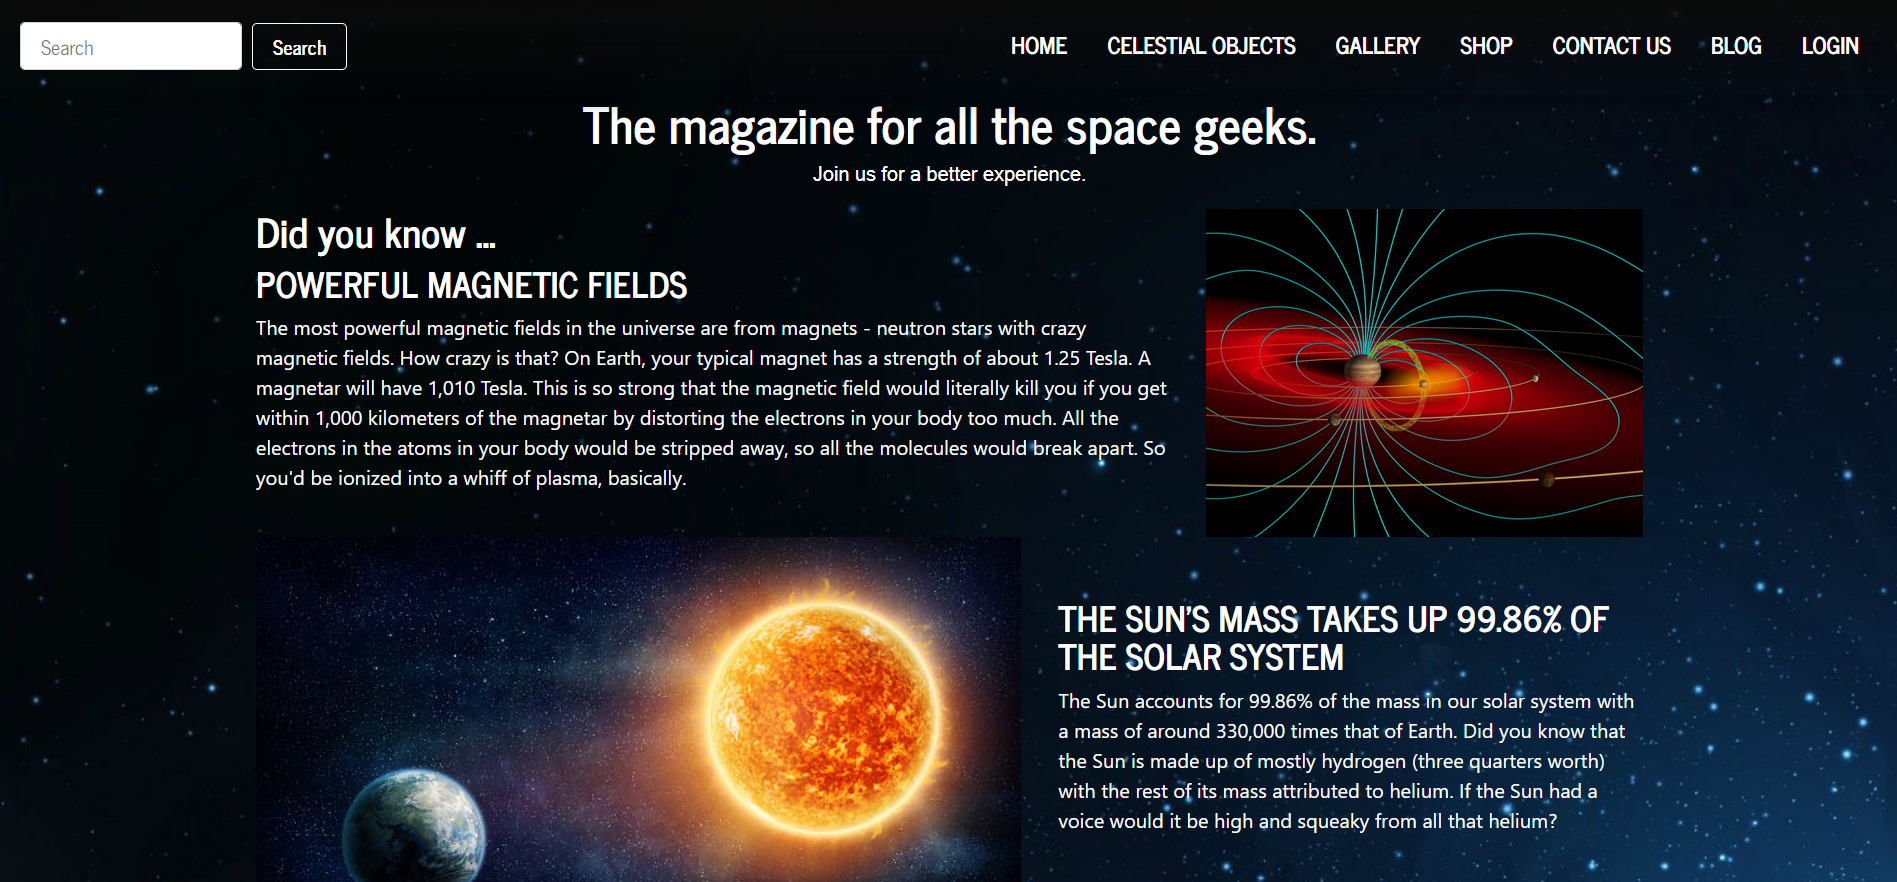 Search
Search
HOME
CELESTIAL OBJECTS
GALLERY
SHOP
CONTACT US
BLOG
LOGIN
The magazine for all the space geeks.
Join us for a better experience.
Did you know ...
POWERFUL MAGNETIC FIELDS
The most powerful magnetic fields in the universe are from magnets - neutron stars with crazy
magnetic fields. How crazy is that? On Earth, your typical magnet has a strength of about 1.25 Tesla. A
magnetar will have 1,010 Tesla. This is so strong that the magnetic field would literally kill you if you get
within 1,000 kilometers of the magnetar by distorting the electrons in your body too much. All the
electrons in the atoms in your body would be stripped away, so all the molecules would break apart. So
you'd be ionized into a whiff of plasma, basically.
THE SUN'S MASS TAKES UP 99.86% OF
THE SOLAR SYSTEM
The Sun accounts for 99.86% of the mass in our solar system with
a mass of around 330,000 times that of Earth. Did you know that
the Sun is made up of mostly hydrogen (three quarters worth)
with the rest of its mass attributed to helium. If the Sun had a
voice would it be high and squeaky from all that helium?